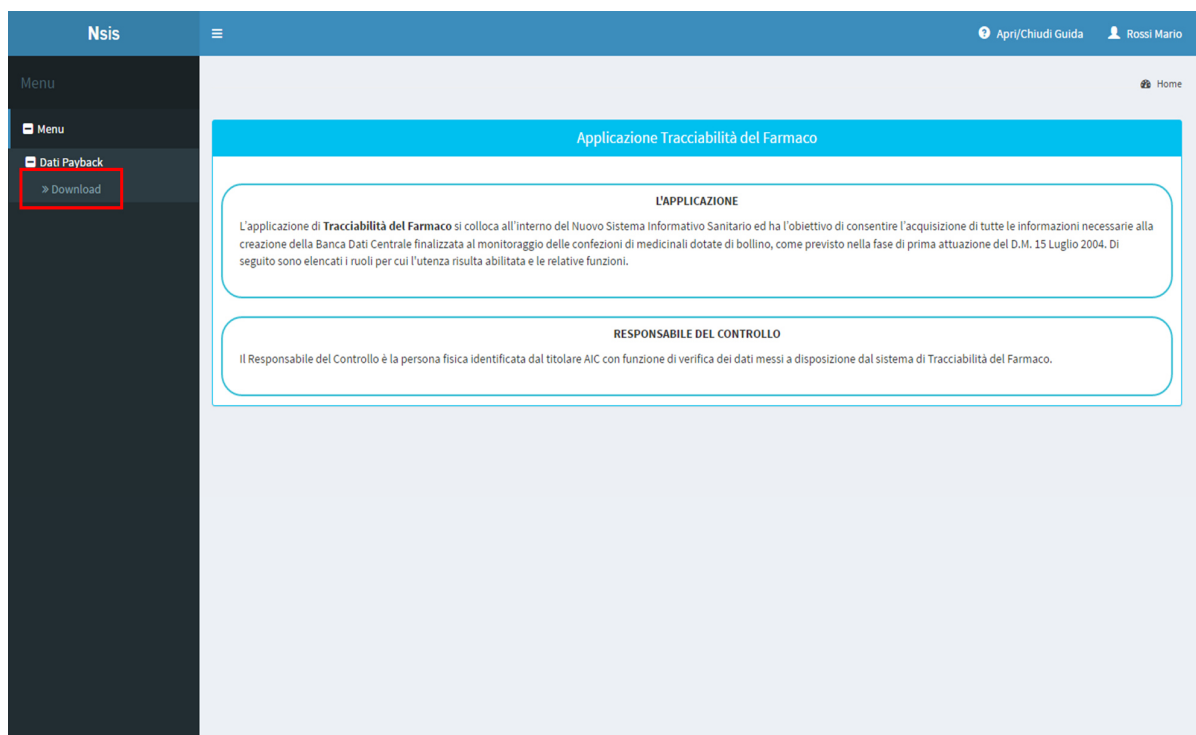 Nsis
Apri/Chiudi Guida
Rossi Mario
Menu
Home
Menu
Dati Payback
» Download
Applicazione Tracciabilità del Farmaco
L'APPLICAZIONE
L'applicazione di Tracciabilità del Farmaco si colloca all'interno del Nuovo Sistema Informativo Sanitario ed ha l'obiettivo di consentire l'acquisizione di tutte le informazioni necessarie alla
creazione della Banca Dati Centrale finalizzata al monitoraggio delle confezioni di medicinali dotate di bollino, come previsto nella fase di prima attuazione del D.M. 15 Luglio 2004. Di
seguito sono elencati i ruoli per cui l'utenza risulta abilitata e le relative funzioni.
RESPONSABILE DEL CONTROLLO
Il Responsabile del Controllo è la persona fisica identificata dal titolare AIC con funzione di verifica dei dati messi a disposizione dal sistema di Tracciabilità del Farmaco.